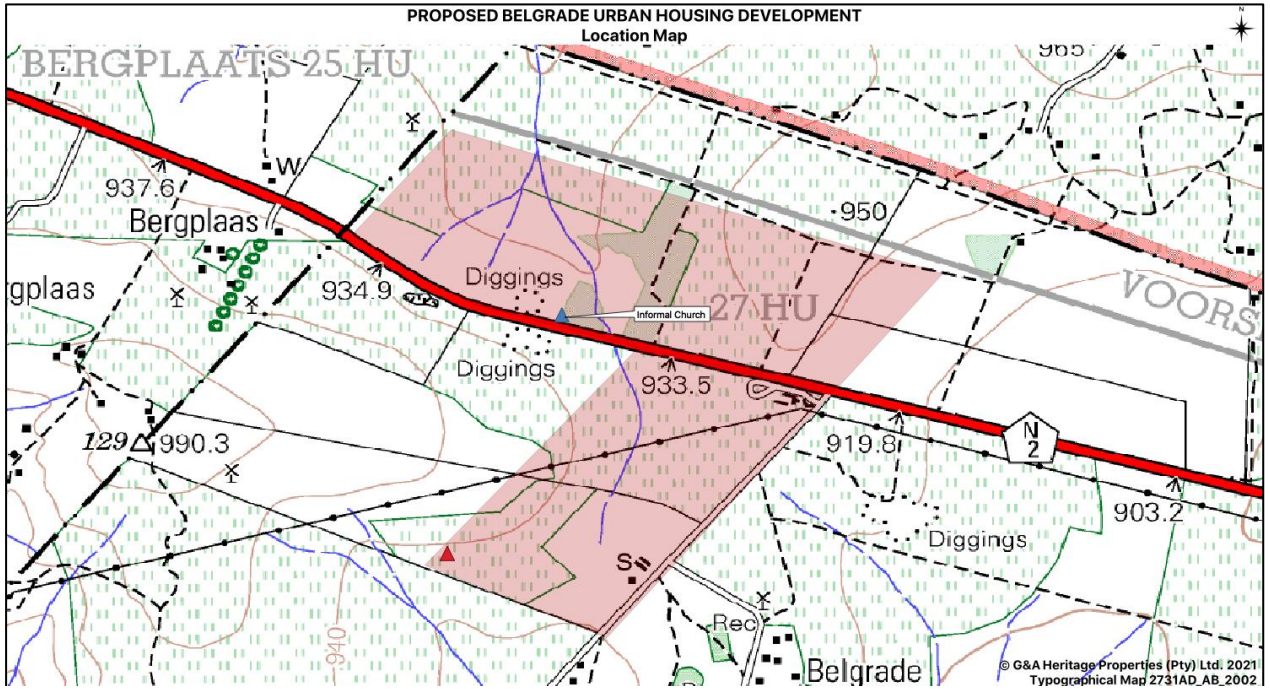 PROPOSED BELGRADE URBAN HOUSING DEVELOPMENT
Location Map
BERGPLAATS 25 HU
965
937.6
W
Bergplaas
950
934.9
Diggings
Informal Church
27 HU
VOORS
rgplaas
Diggings
933.5
129
990.3
919.8
N
2
903.2
Diggings
S
940
Rec
Belgrade
© G&A Heritage Properties (Pty) Ltd. 2021
Typographical Map 2731AD_AB_2002